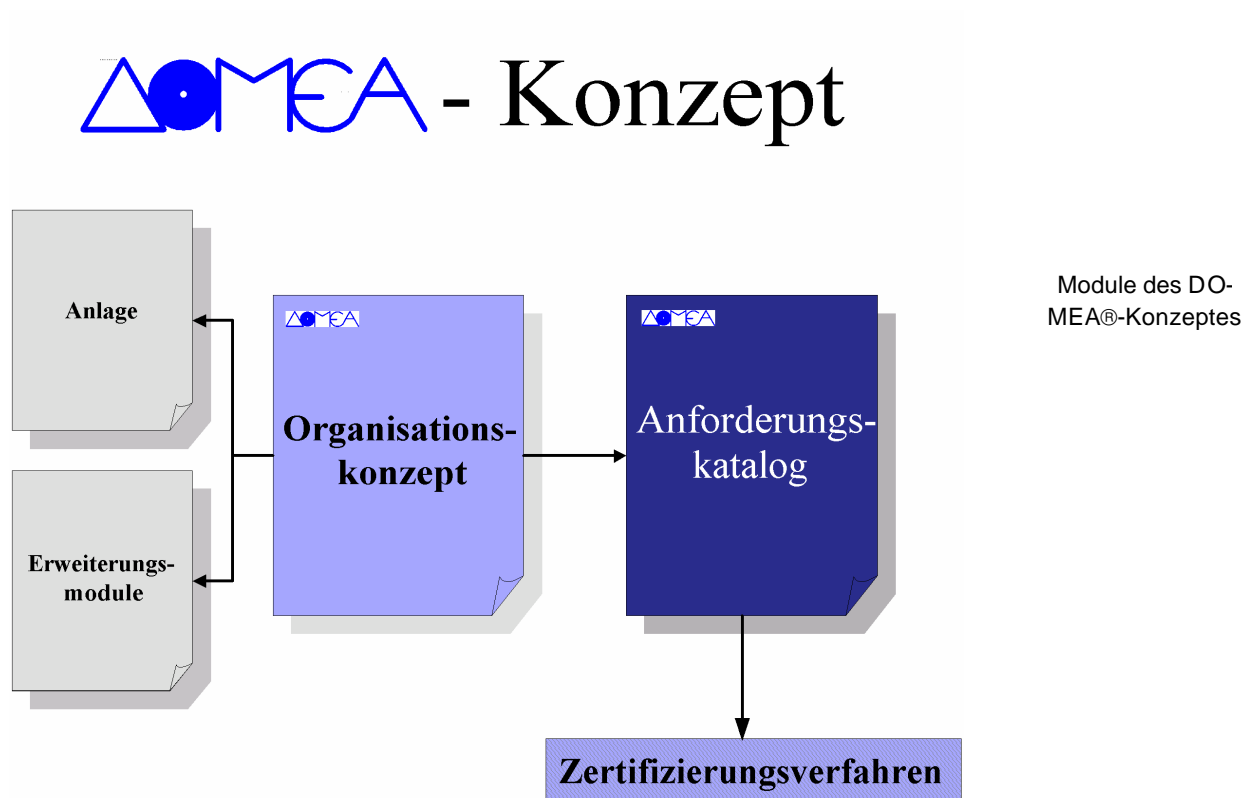 DOMEA - Konzept
Anlage
Erweiterungs-
module
DOMEA
Organisations-
konzept
DOMEA
Anforderungs-
katalog
Zertifizierungsverfahren
Module des DO-
MEA®-Konzeptes